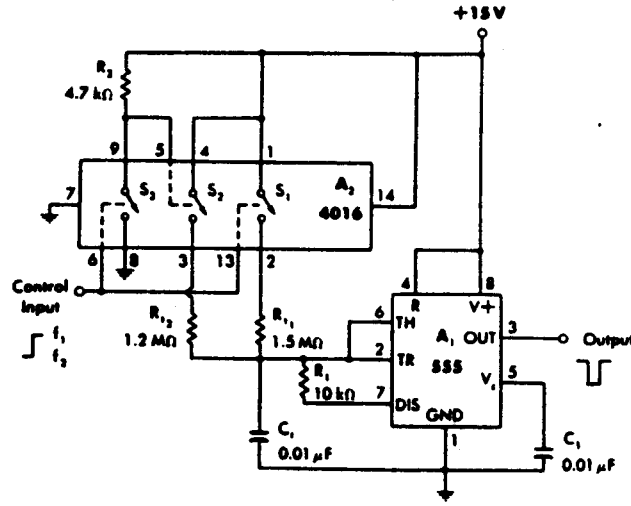 +15V
R₃
4.7 kΩ
9 5 4 1
7 S₃ S₂ S₁ A₂ 14
4016
6 8 3 13 2
Control
Input
f₁
f₂
R₁₂
1.2 MΩ
R₁₁
1.5 MΩ
4 8
R V+
6 TH
2 TR A₁ OUT 3 Output
555
R₁
10 kΩ
7 DIS V꜀ 5
GND
1
C₁
0.01 µF
C₁
0.01 µF